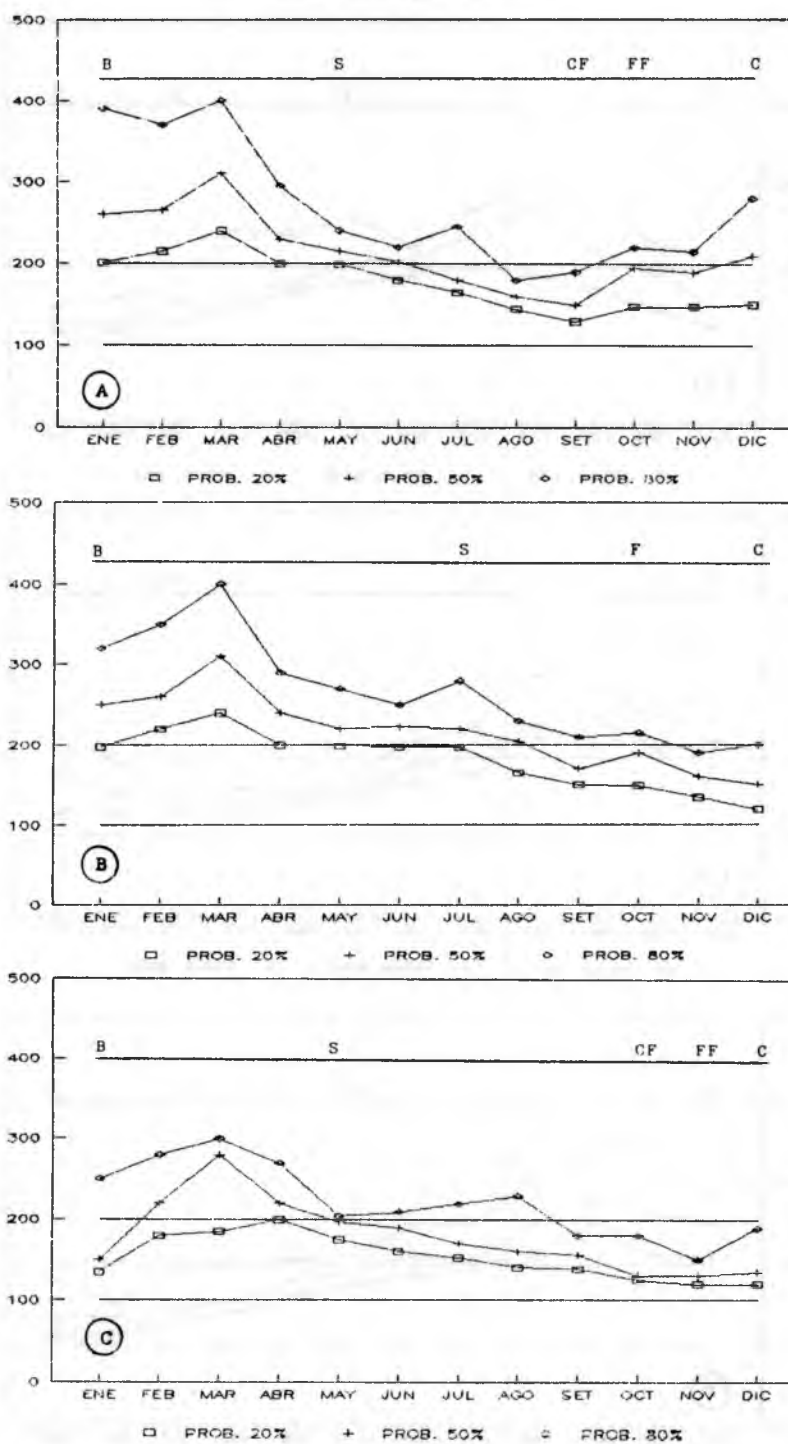 500
B S CF FF C
400
300
200
100
A
0
ENE FEB MAR ABR MAY JUN JUL AGO SET OCT NOV DIC
PROB. 20% PROB. 50% PROB. 80%
500
B S F C
400
300
200
100
B
0
ENE FEB MAR ABR MAY JUN JUL AGO SET OCT NOV DIC
PROB. 20% PROB. 50% PROB. 80%
500
B S CF FF C
400
300
200
100
C
0
ENE FEB MAR ABR MAY JUN JUL AGO SET OCT NOV DIC
PROB. 20% PROB. 50% PROB. 80%